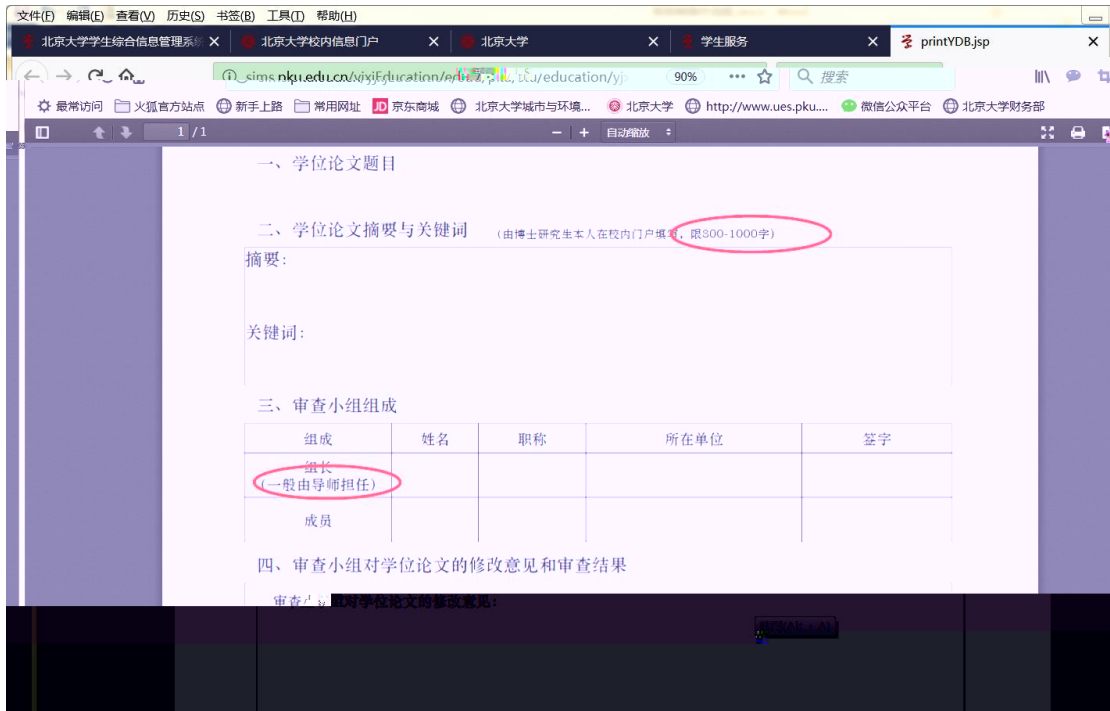 文件(F) 编辑(E) 查看(V) 历史(S) 书签(B) 工具(T) 帮助(H)
北京大学学生综合信息管理系统 北京大学校内信息门户 北京大学 学生服务 printYDB.jsp
sims.pku.edu.cn 90% 搜索
最常访问 火狐官方站点 新手上路 常用网址 JD 京东商城 北京大学城市与环境... 北京大学 http://www.ues.pku.... 微信公众平台 北京大学财务部
1 / 1 自动缩放
一、学位论文题目
二、学位论文摘要与关键词 (由博士研究生本人在校内门户填写，限800-1000字)
摘要：
关键词：
三、审查小组组成
组成 姓名 职称 所在单位 签字
组长
(一般由导师担任)
成员
四、审查小组对学位论文的修改意见和审查结果
审查小组对学位论文的修改意见：